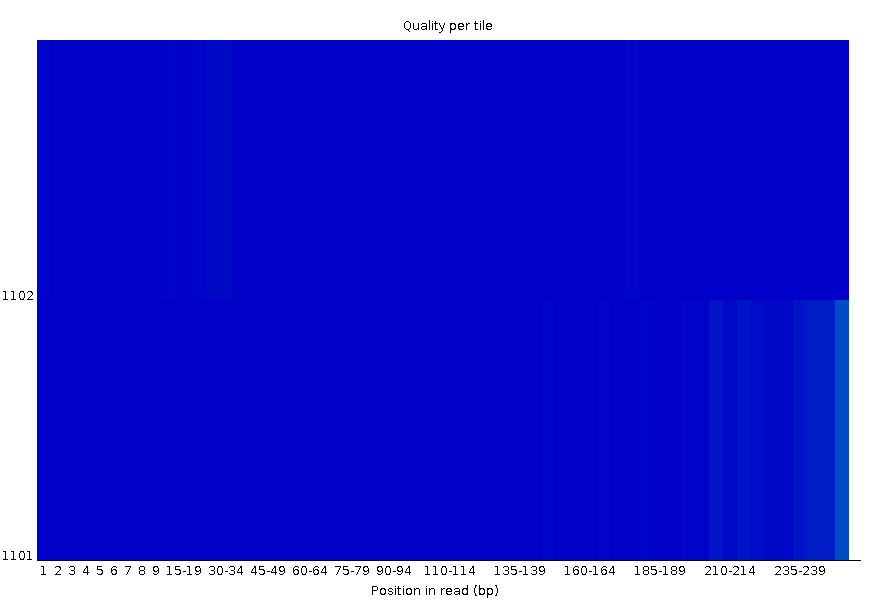 Quality per tile
1102
1101
1 2 3 4 5 6 7 8 9 15-19 30-34 45-49 60-64 75-79 90-94 110-114 135-139 160-164 185-189 210-214 235-239
Position in read (bp)